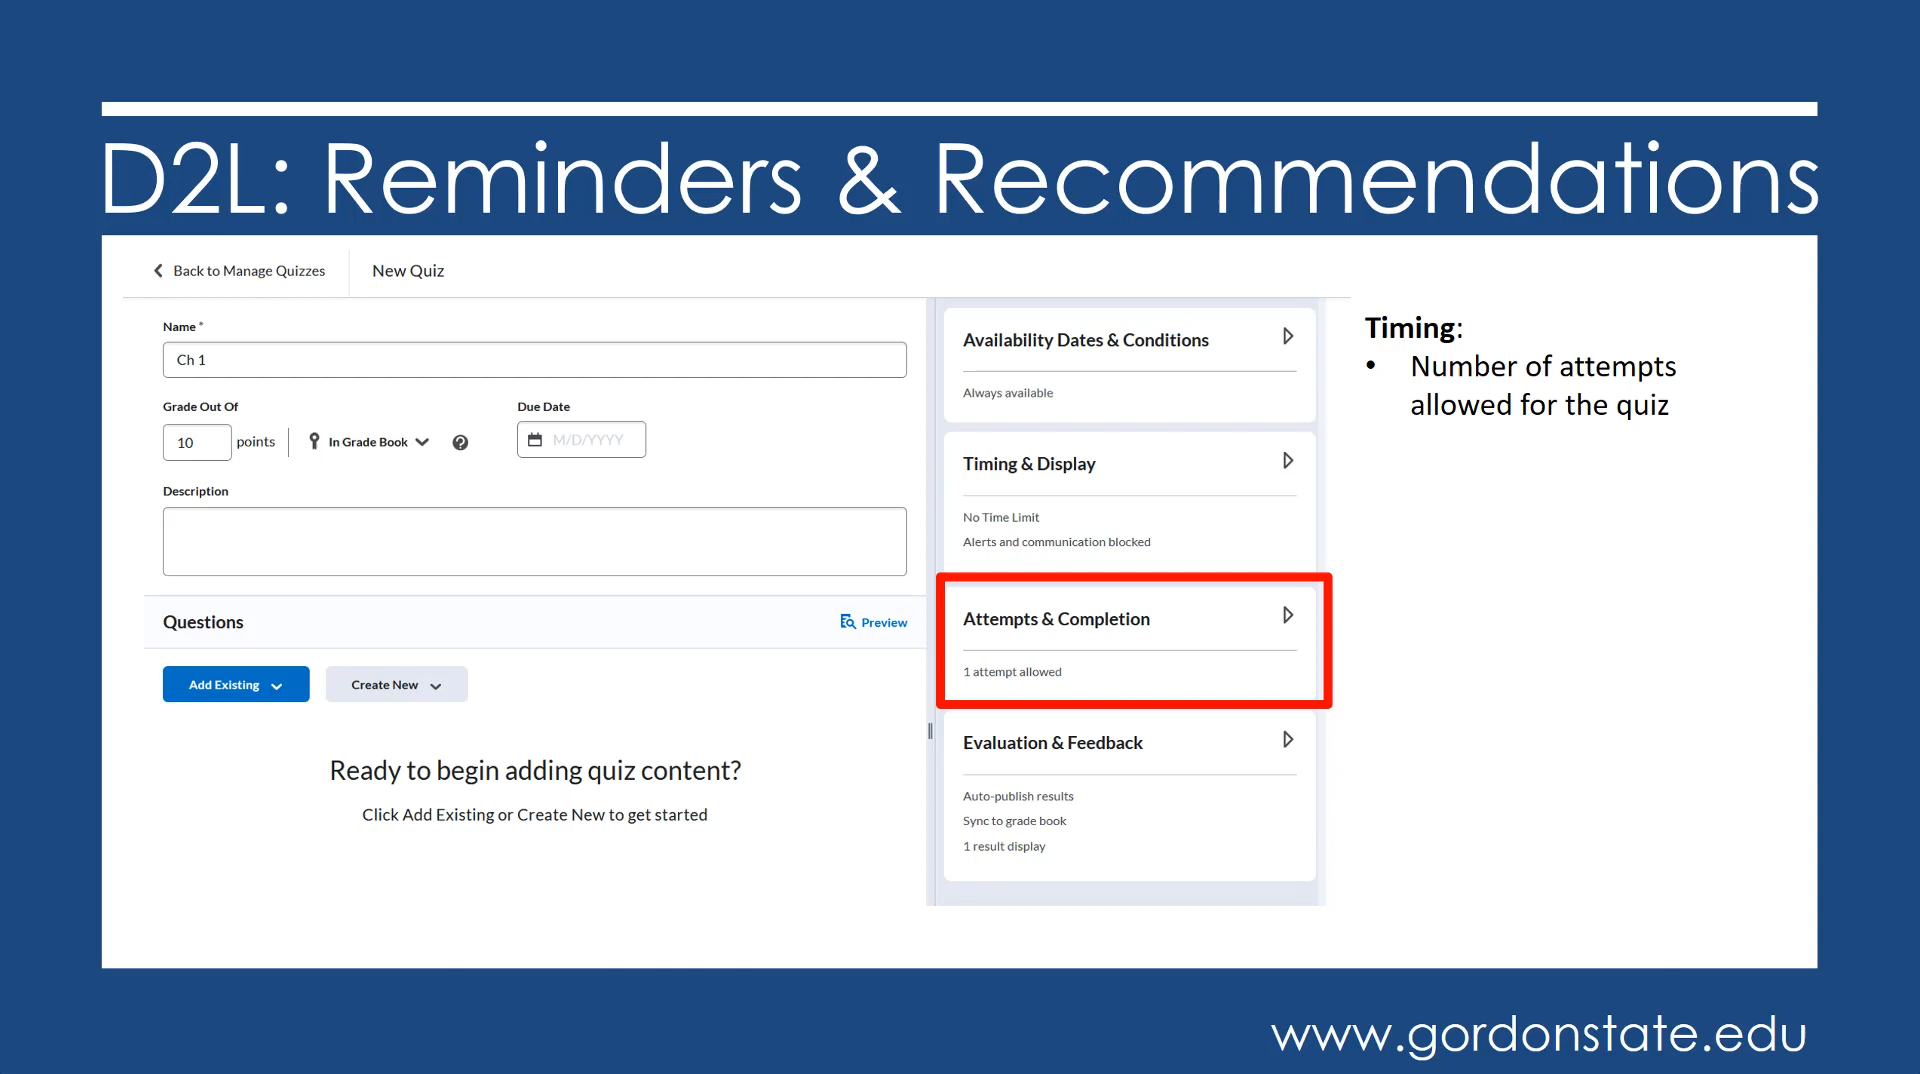 D2L: Reminders & Recommendations
Back to Manage Quizzes
New Quiz
Name *
Ch 1
Grade Out Of
Due Date
10
points
In Grade Book
M/D/YYYY
Description
Questions
Preview
Add Existing
Create New
Ready to begin adding quiz content?
Click Add Existing or Create New to get started
Availability Dates & Conditions
Always available
Timing & Display
No Time Limit
Alerts and communication blocked
Attempts & Completion
1 attempt allowed
Evaluation & Feedback
Auto-publish results
Sync to grade book
1 result display
Timing:
• Number of attempts
allowed for the quiz
www.gordonstate.edu